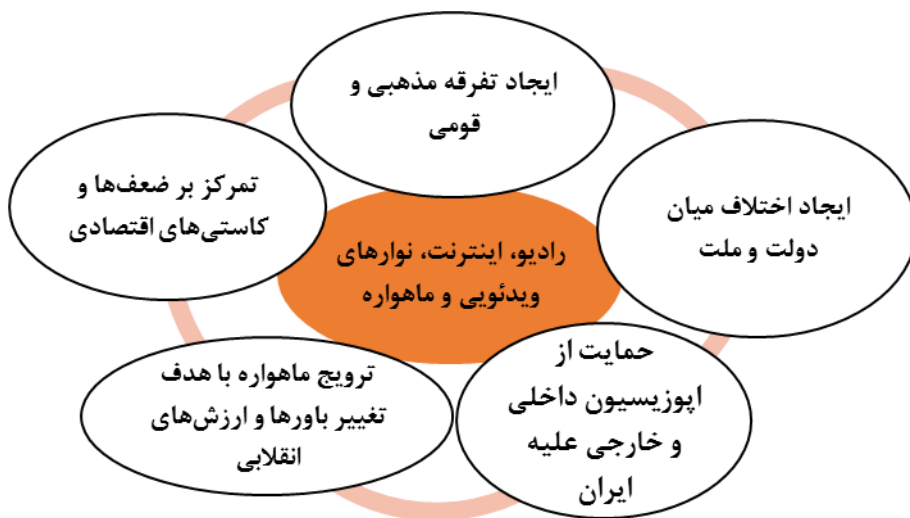 ایجاد تفرقه مذهبی و
قومی
ایجاد اختلاف میان
دولت و ملت
حمایت از
اپوزیسیون داخلی
و خارجی علیه
ایران
ترویج ماهواره با هدف
تغییر باورها و ارزش‌های
انقلابی
تمرکز بر ضعف‌ها و
کاستی‌های اقتصادی
رادیو، اینترنت، نوارهای
ویدئویی و ماهواره